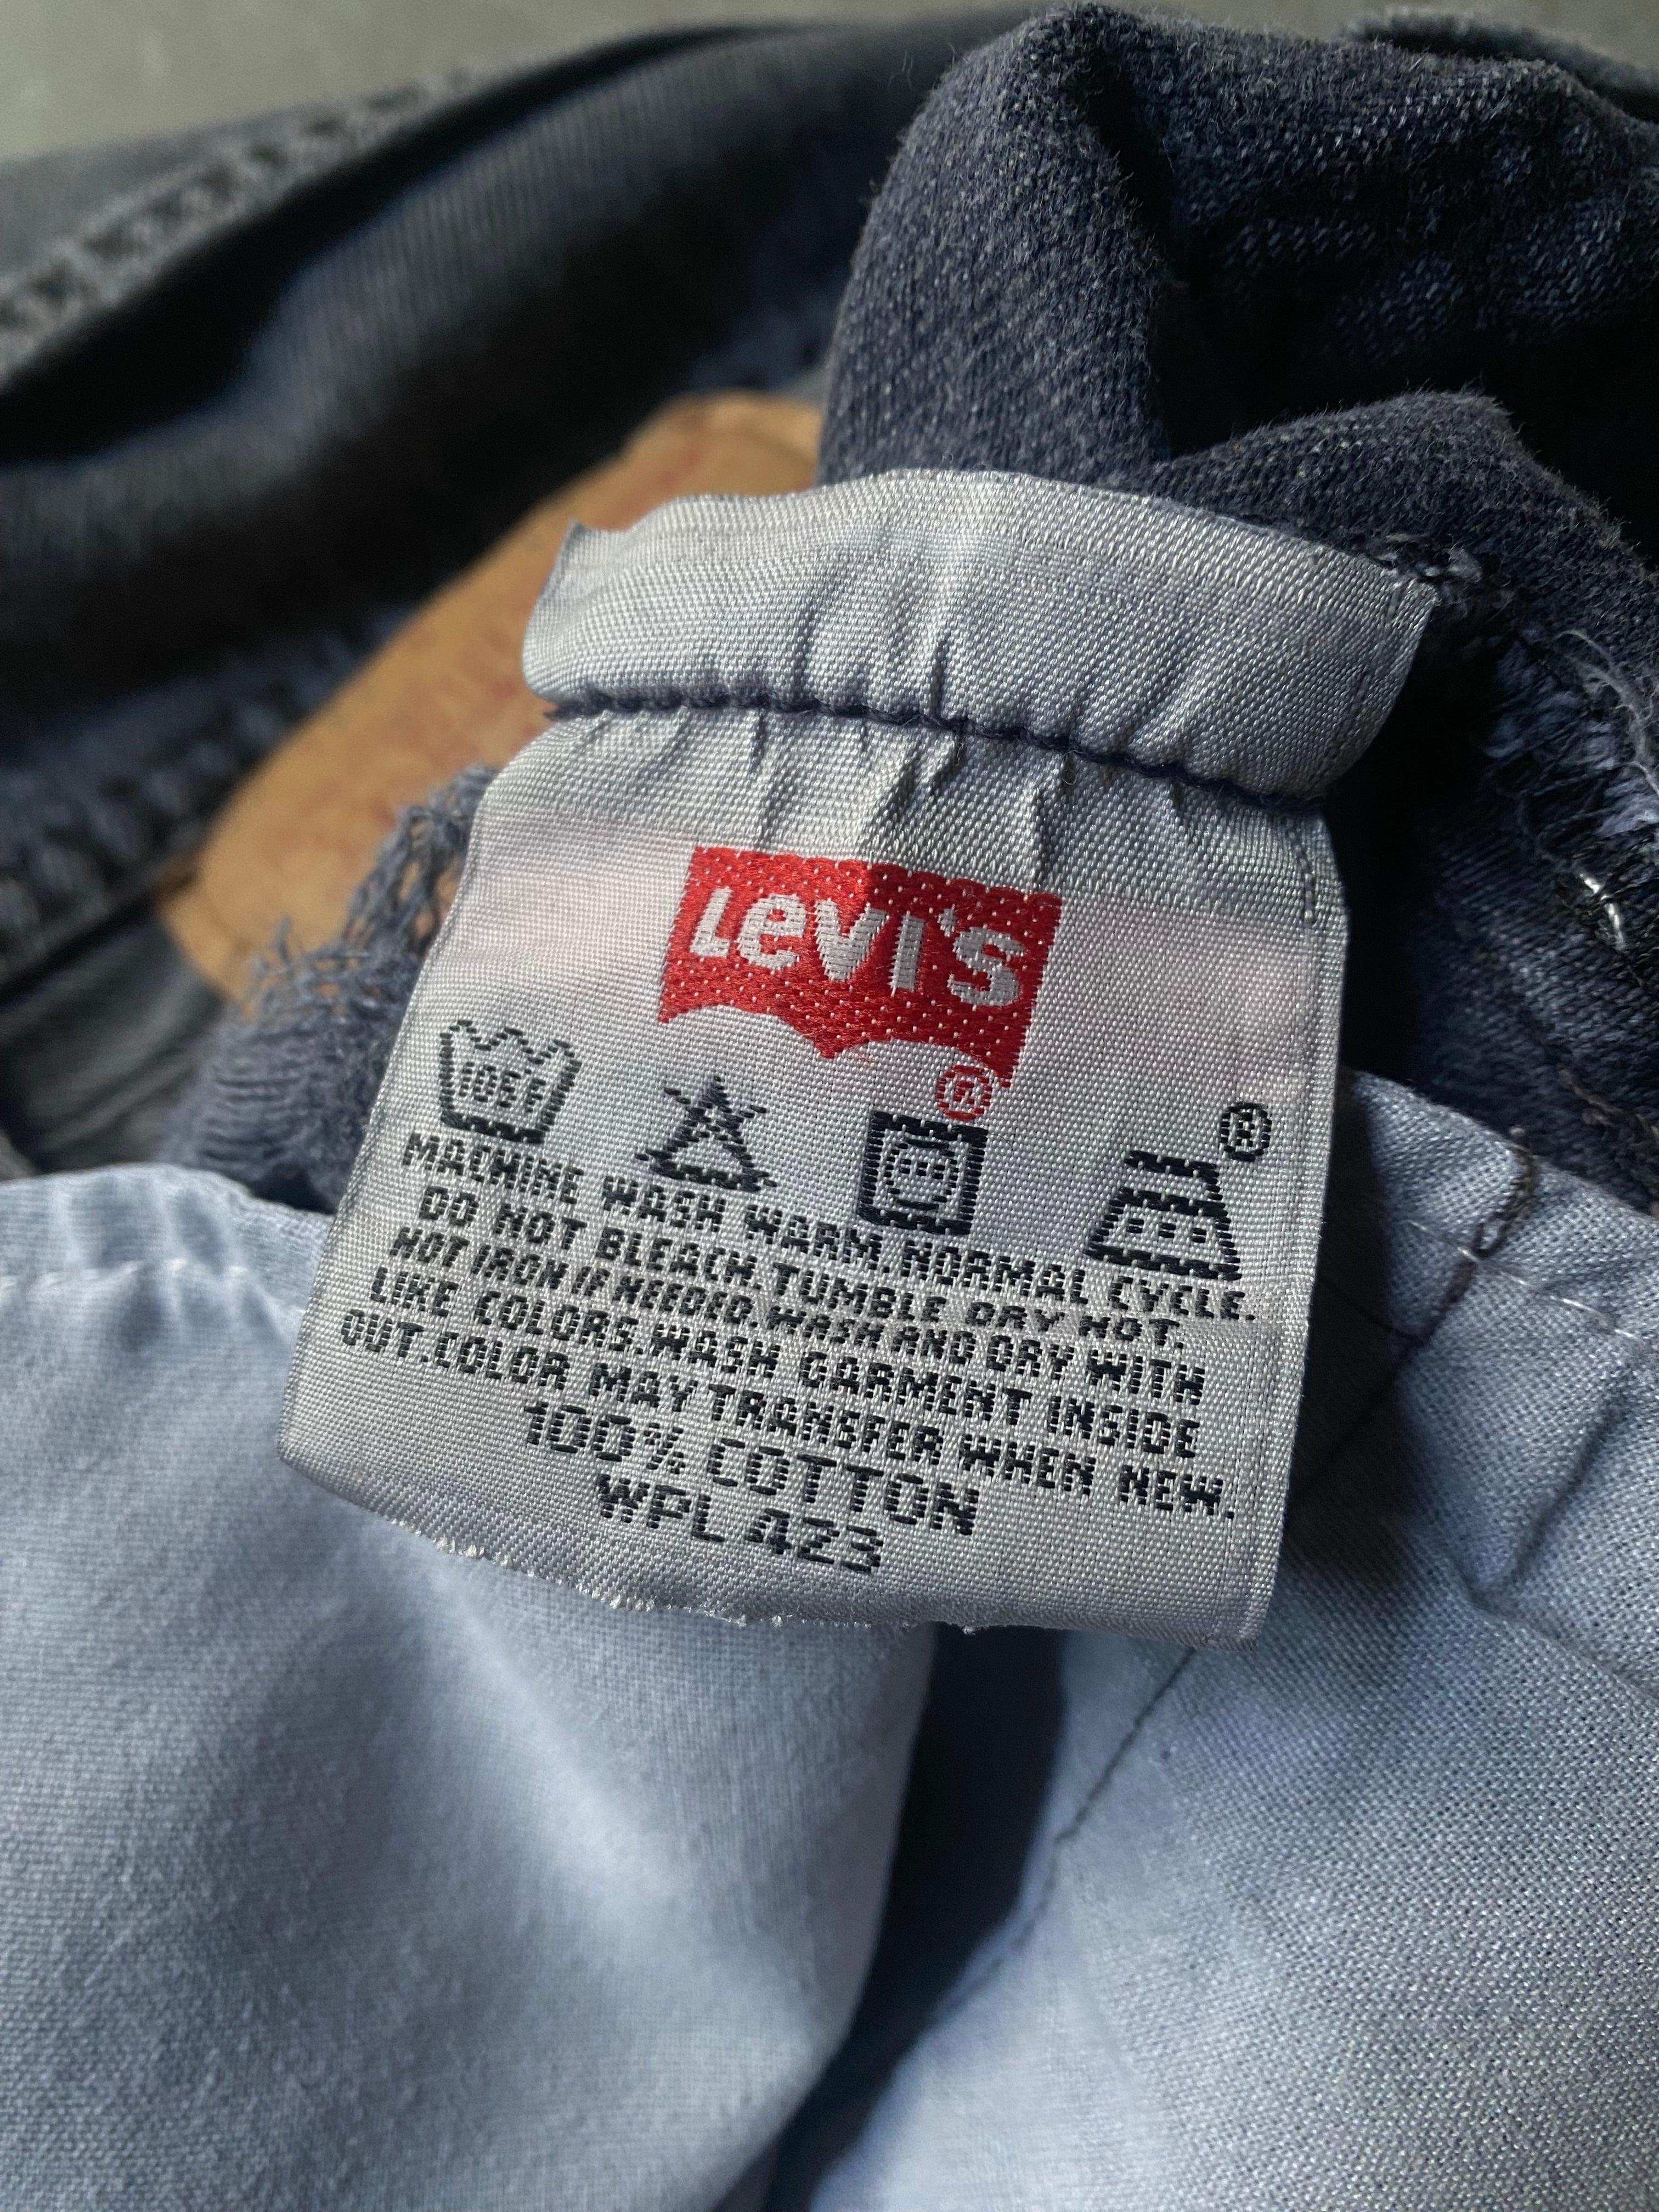 LEVI'S
®
105F
®
MACHINE WASH WARM. NORMAL CYCLE.
DO NOT BLEACH. TUMBLE DRY HOT.
HOT IRON IF NEEDED. WASH AND DRY WITH
LIKE COLORS. WASH GARMENT INSIDE
OUT. COLOR MAY TRANSFER WHEN NEW.
100% COTTON
WPL 423